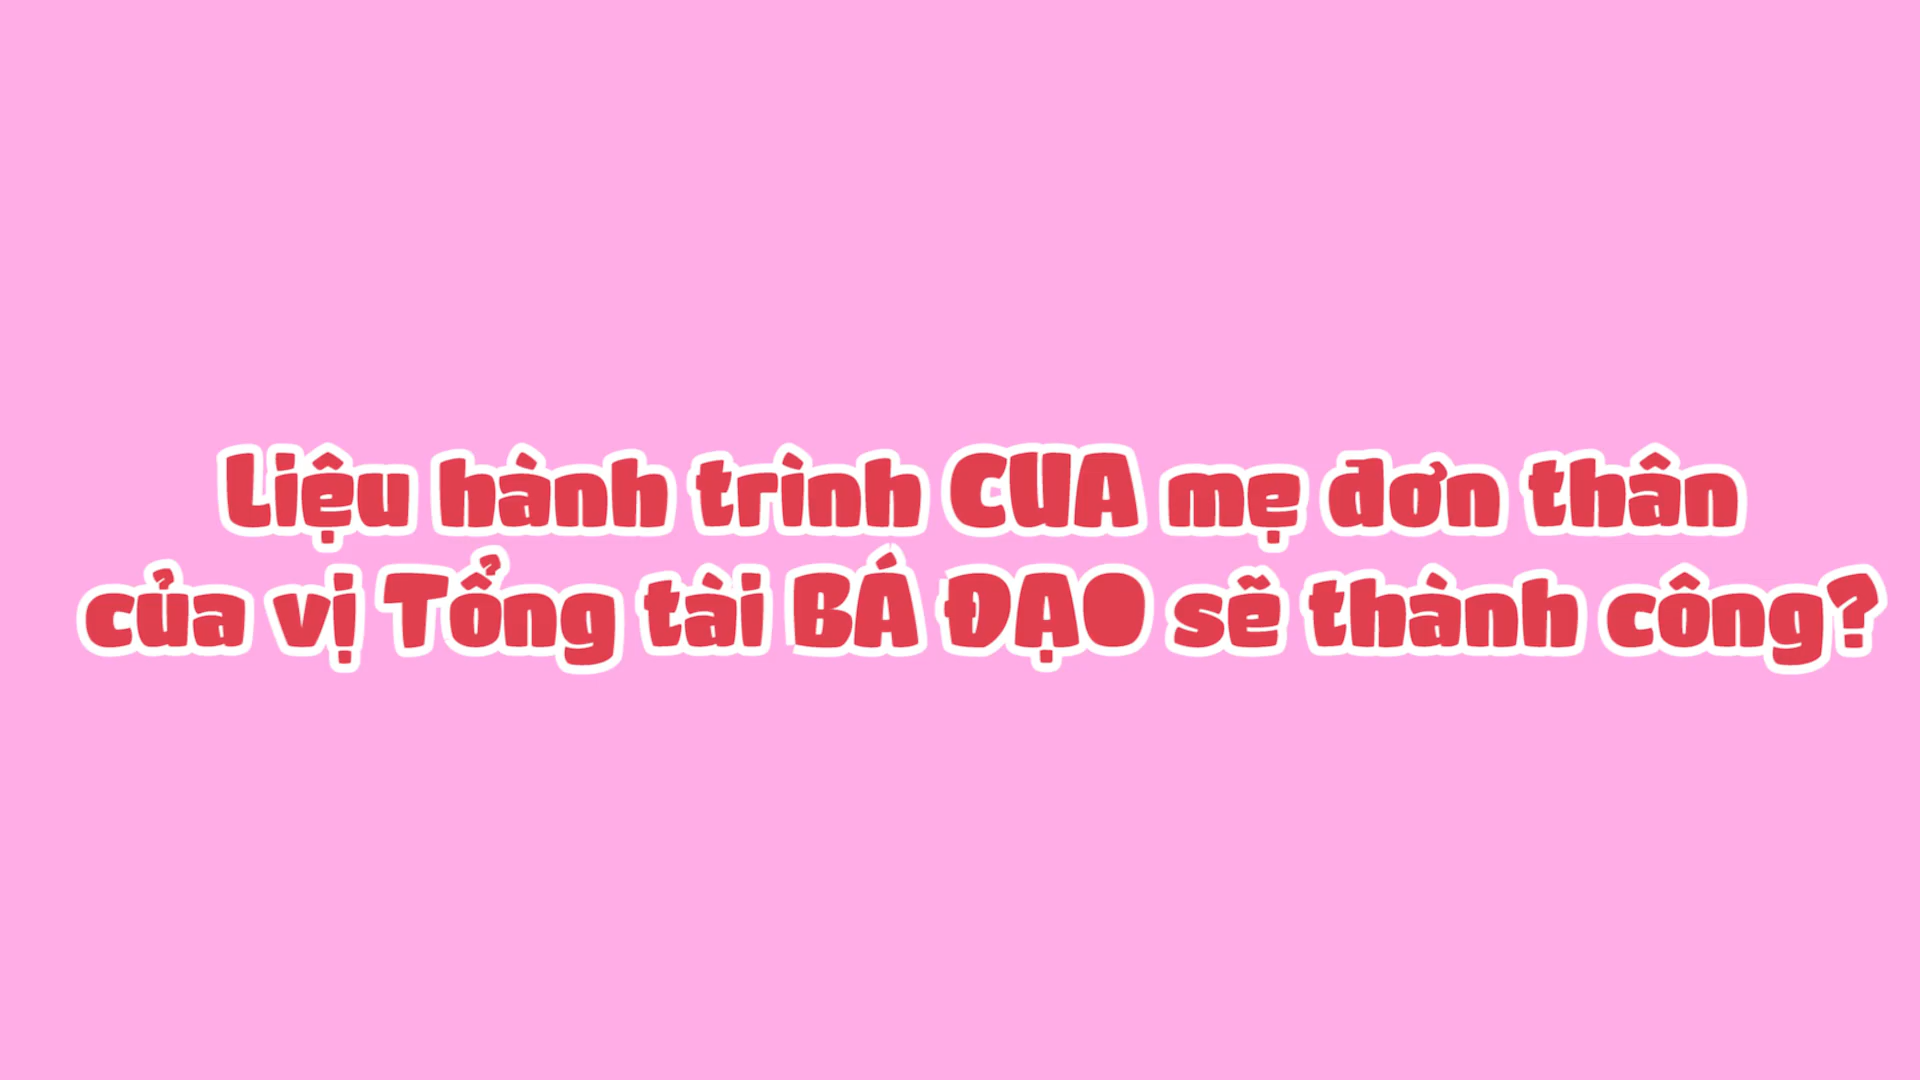 Liệu hành trình CUA mẹ đơn thân
của vị Tổng tài BÁ ĐẠO sẽ thành công?